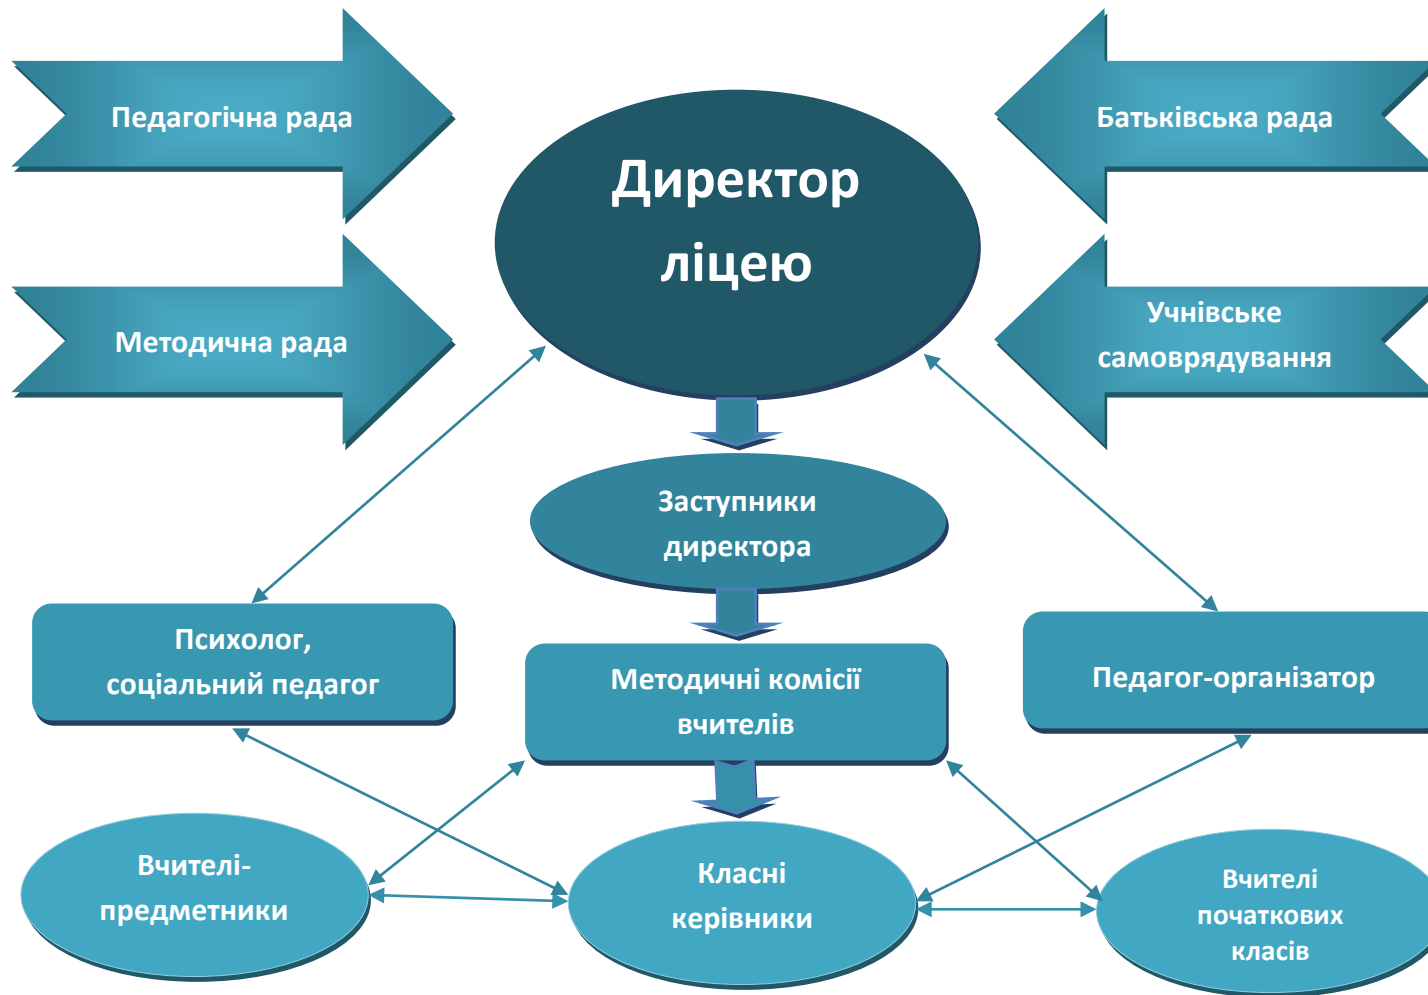 Педагогічна рада
Батьківська рада
Директор
ліцею
Методична рада
Учнівське
самоврядування
Заступники
директора
Психолог,
соціальний педагог
Методичні комісії
вчителів
Педагог-організатор
Вчителі-
предметники
Класні
керівники
Вчителі
початкових
класів